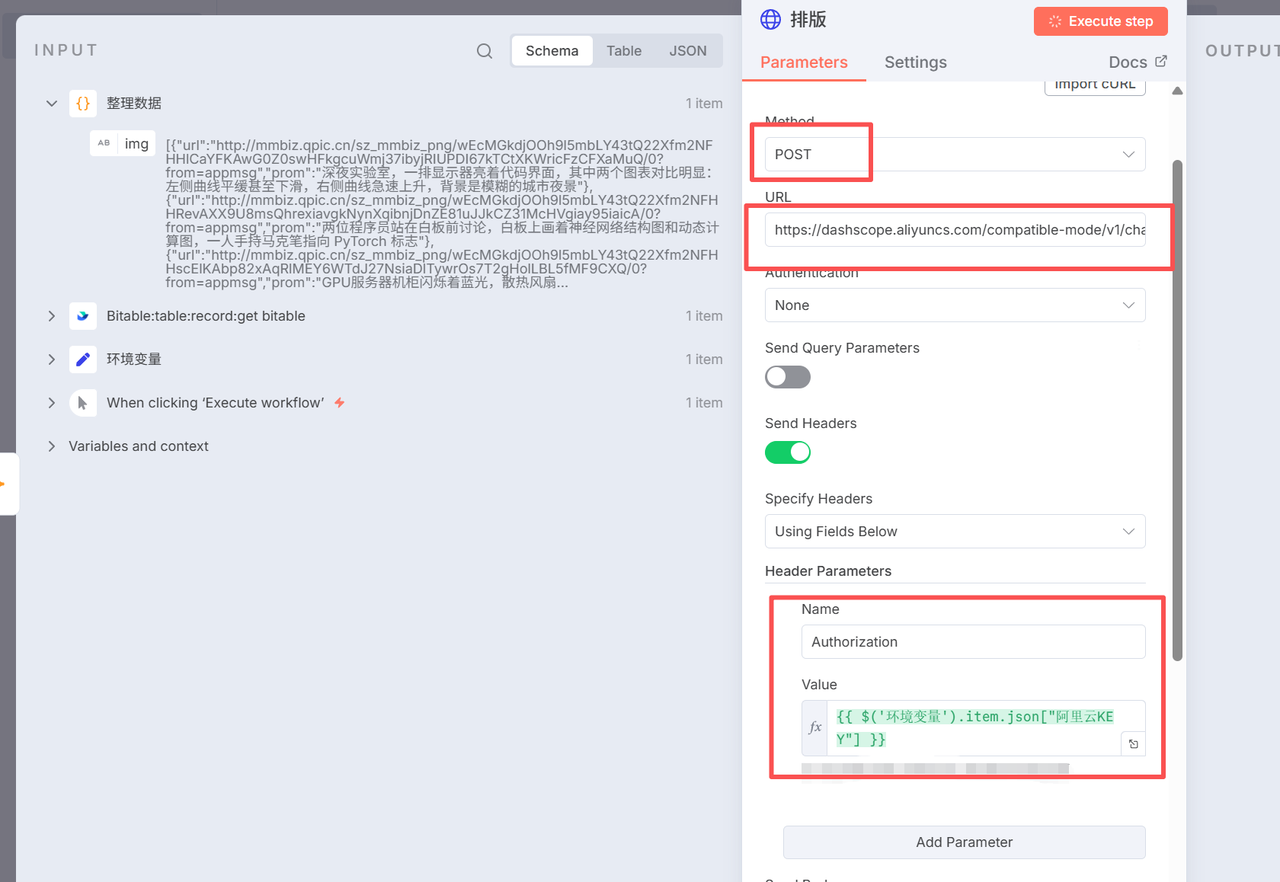 INPUT
Schema
Table
JSON
整理数据
1 item
AB
img
[{"url":"http://mmbiz.qpic.cn/sz_mmbiz_png/wEcMGkdjOOh9I5mbLY43tQ22Xfm2NF
HHICaYFKAwG0Z0swHFkgcuWmj37ibyjRIUPDI67kTCtXKWricFzCFXaMuQ/0?
from=appmsg","prom":"深夜实验室，一排显示器亮着代码界面，其中两个图表对比明显：
左侧曲线平缓甚至下滑，右侧曲线急速上升，背景是模糊的城市夜景"},
{"url":"http://mmbiz.qpic.cn/sz_mmbiz_png/wEcMGkdjOOh9I5mbLY43tQ22Xfm2NFH
HRevAXX9U8msQhrexiavgkNynXqibnjDnZE81uJJkCZ31McHVgiay95iaicA/0?
from=appmsg","prom":"两位程序员站在白板前讨论，白板上画着神经网络结构图和动态计
算图，一人手持马克笔指向 PyTorch 标志"},
{"url":"http://mmbiz.qpic.cn/sz_mmbiz_png/wEcMGkdjOOh9I5mbLY43tQ22Xfm2NFH
HscElKAbp82xAqRlMEY6WTdJ27NsiaDlTywrOs7T2gHolLBL5fMF9CXQ/0?
from=appmsg","prom":"GPU服务器机柜闪烁着蓝光，散热风扇...
Bitable:table:record:get bitable
1 item
环境变量
1 item
When clicking ‘Execute workflow’
1 item
Variables and context
排版
Execute step
Parameters
Settings
Docs
Import cURL
Method
POST
URL
https://dashscope.aliyuncs.com/compatible-mode/v1/cha
Authentication
None
Send Query Parameters
Send Headers
Specify Headers
Using Fields Below
Header Parameters
Name
Authorization
Value
fx
{{ $('环境变量').item.json["阿里云KE
Y"] }}
Add Parameter
OUTPUT